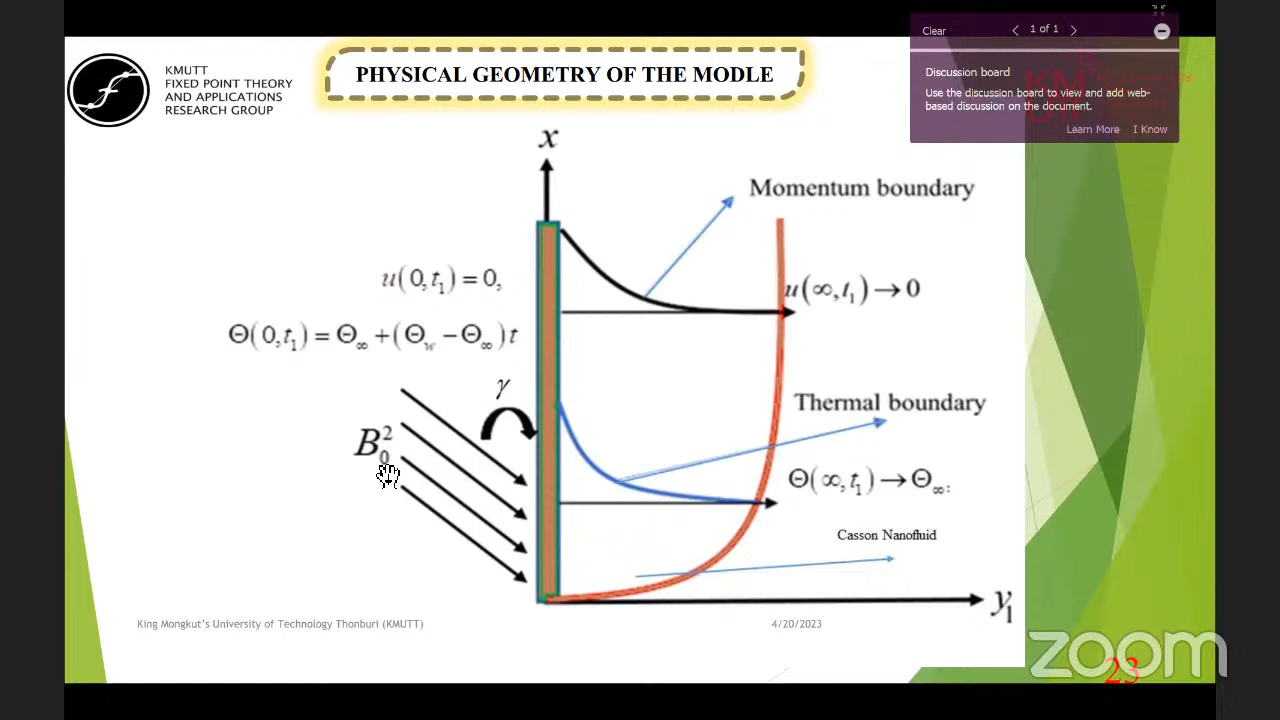 Clear
1 of 1
Discussion board
Use the discussion board to view and add web-
based discussion on the document.
Learn More I Know
KMUTT
FIXED POINT THEORY
AND APPLICATIONS
RESEARCH GROUP
PHYSICAL GEOMETRY OF THE MODLE
x
Momentum boundary
u(0,t₁)=0,
u(∞,t₁)→0
Θ(0,t₁)=Θ∞+(Θw−Θ∞)t
γ
Thermal boundary
B₀²
Θ(∞,t₁)→Θ∞:
Casson Nanofluid
y₁
King Mongkut's University of Technology Thonburi (KMUTT)
4/20/2023
zoom
23